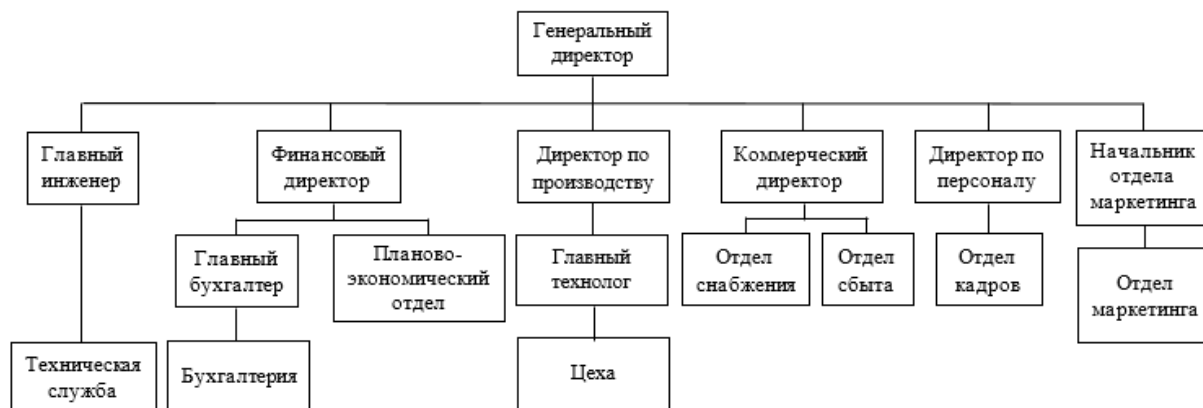 Генеральный
директор
Главный
инженер
Финансовый
директор
Директор по
производству
Коммерческий
директор
Директор по
персоналу
Начальник
отдела
маркетинга
Главный
бухгалтер
Планово-
экономический
отдел
Главный
технолог
Отдел
снабжения
Отдел
сбыта
Отдел
кадров
Отдел
маркетинга
Техническая
служба
Бухгалтерия
Цеха